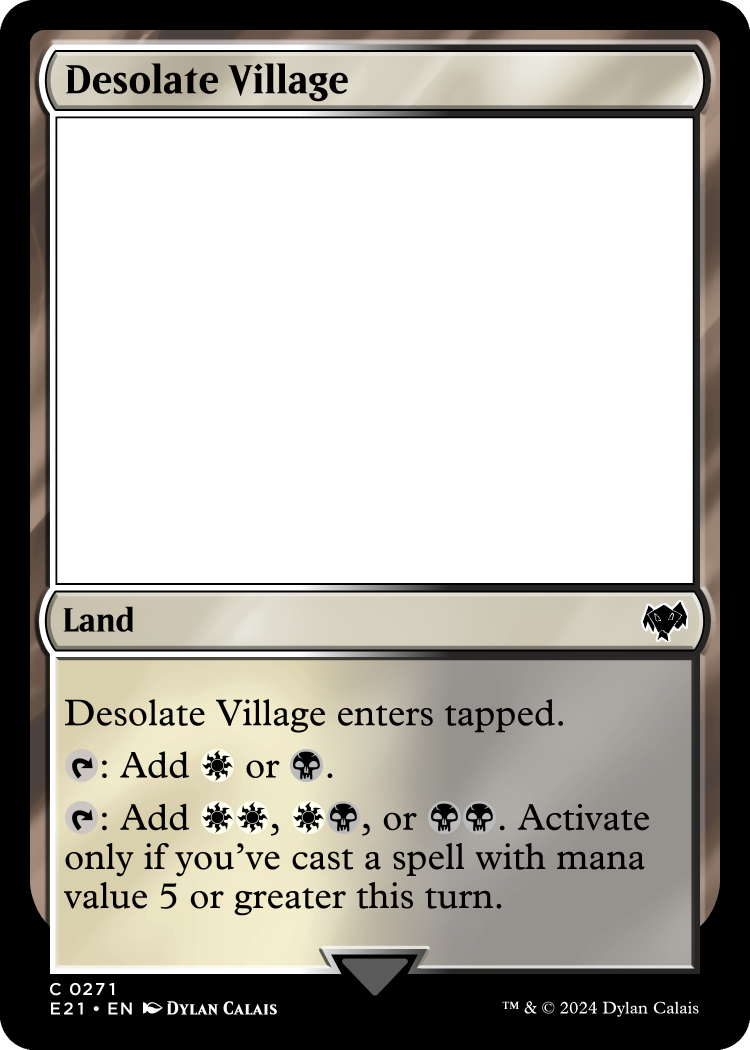 Desolate Village
Land
Desolate Village enters tapped.
: Add or .
: Add , , or . Activate
only if you've cast a spell with mana
value 5 or greater this turn.
C 0271
E21 • EN DYLAN CALAIS
™ & © 2024 Dylan Calais